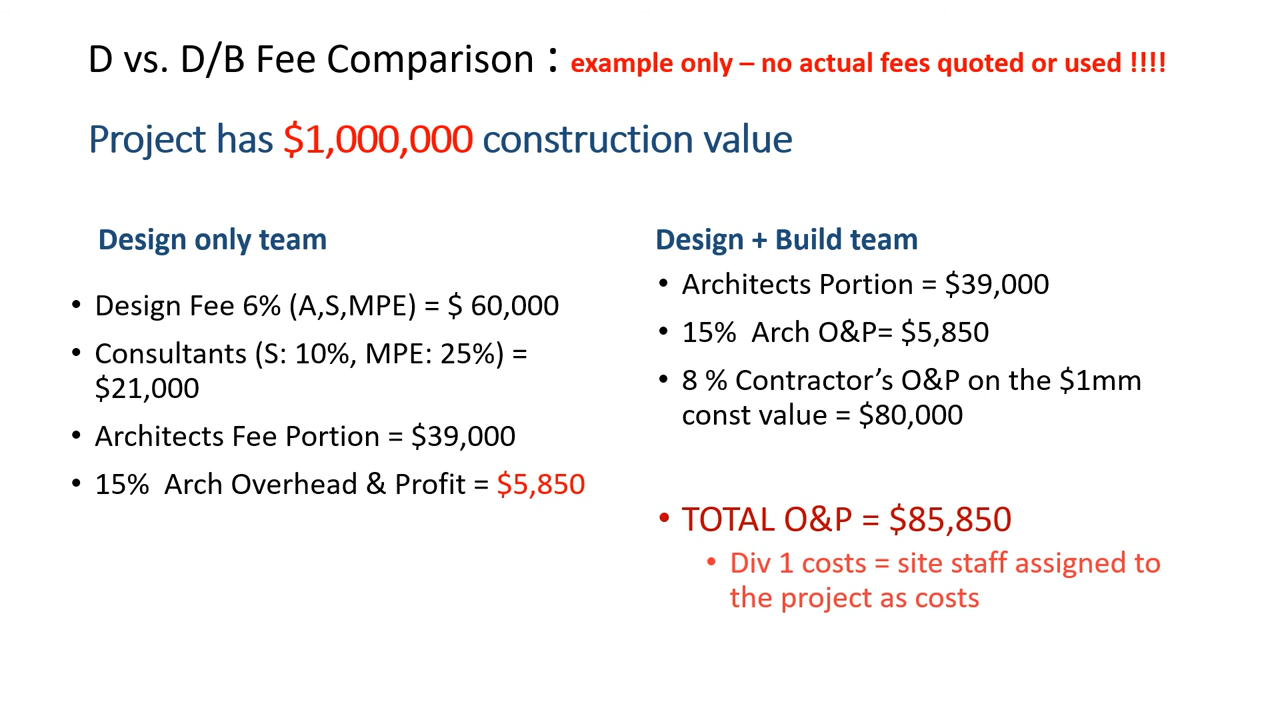 D vs. D/B Fee Comparison : example only – no actual fees quoted or used !!!!
Project has $1,000,000 construction value
Design only team
• Design Fee 6% (A,S,MPE) = $ 60,000
• Consultants (S: 10%, MPE: 25%) =
$21,000
• Architects Fee Portion = $39,000
• 15%  Arch Overhead & Profit = $5,850
Design + Build team
• Architects Portion = $39,000
• 15%  Arch O&P= $5,850
• 8 % Contractor’s O&P on the $1mm
const value = $80,000
• TOTAL O&P = $85,850
• Div 1 costs = site staff assigned to
the project as costs